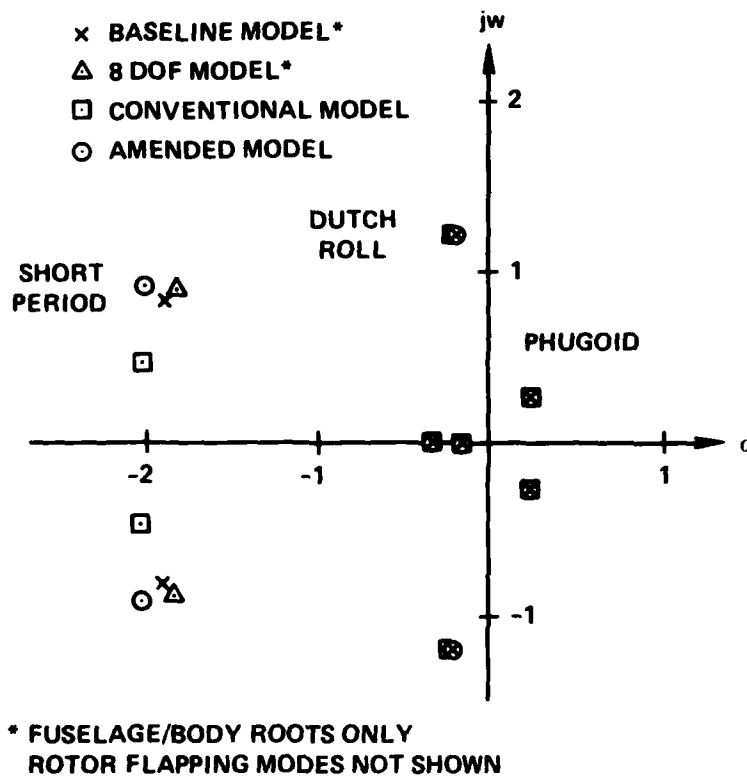 jw
× BASELINE MODEL*
△ 8 DOF MODEL*
⊡ CONVENTIONAL MODEL
⊙ AMENDED MODEL
2
DUTCH
ROLL
1
SHORT
PERIOD
PHUGOID
-2
-1
1
σ
-1
* FUSELAGE/BODY ROOTS ONLY
ROTOR FLAPPING MODES NOT SHOWN